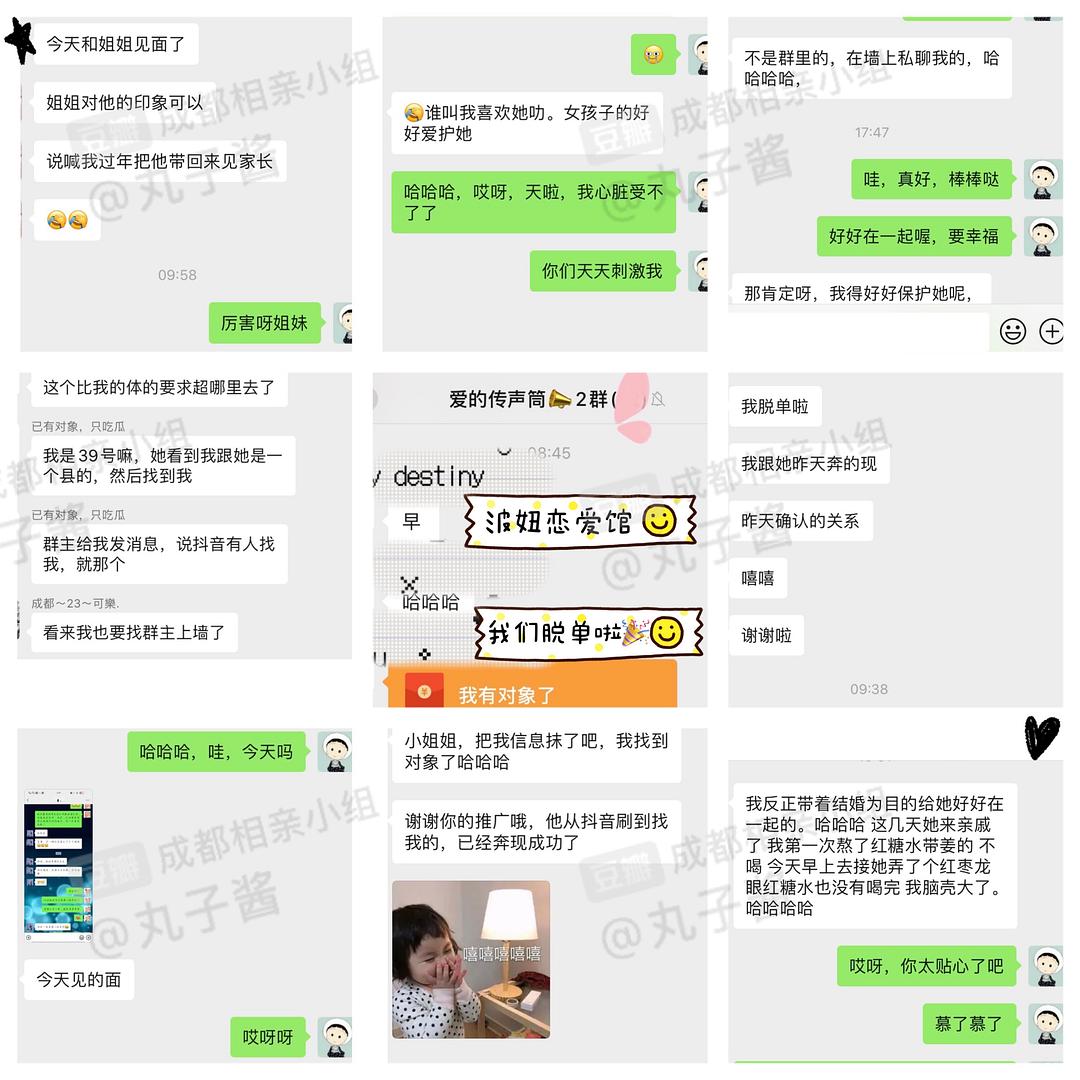 今天和姐姐见面了
姐姐对他的印象可以
说喊我过年把他带回来见家长
09:58
厉害呀姐妹
谁叫我喜欢她叻。女孩子的好
好爱护她
哈哈哈，哎呀，天啦，我心脏受不
了了
你们天天刺激我
不是群里的，在墙上私聊我的，哈
哈哈哈，
17:47
哇，真好，棒棒哒
好好在一起喔，要幸福
那肯定呀，我得好好保护她呢，
这个比我的体的要求超哪里去了
已有对象，只吃瓜
我是39号嘛，她看到我跟她是一
个县的，然后找到我
已有对象，只吃瓜
群主给我发消息，说抖音有人找
我，就那个
成都～23～可樂.
看来我也要找群主上墙了
爱的传声筒📣2群(
08:45
y destiny
早
波妞恋爱馆
哈哈哈
我们脱单啦
u
我有对象了
我脱单啦
我跟她昨天奔的现
昨天确认的关系
嘻嘻
谢谢啦
09:38
哈哈哈，哇，今天吗
今天见的面
哎呀呀
小姐姐，把我信息抹了吧，我找到
对象了哈哈哈
谢谢你的推广哦，他从抖音刷到找
我的，已经奔现成功了
嘻嘻嘻嘻嘻
我反正带着结婚为目的给她好好在
一起的。哈哈哈 这几天她来亲戚
了 我第一次熬了红糖水带姜的 不
喝 今天早上去接她弄了个红枣龙
眼红糖水也没有喝完 我脑壳大了。
哈哈哈哈
哎呀，你太贴心了吧
慕了慕了
豆瓣 成都相亲小组
@丸子酱